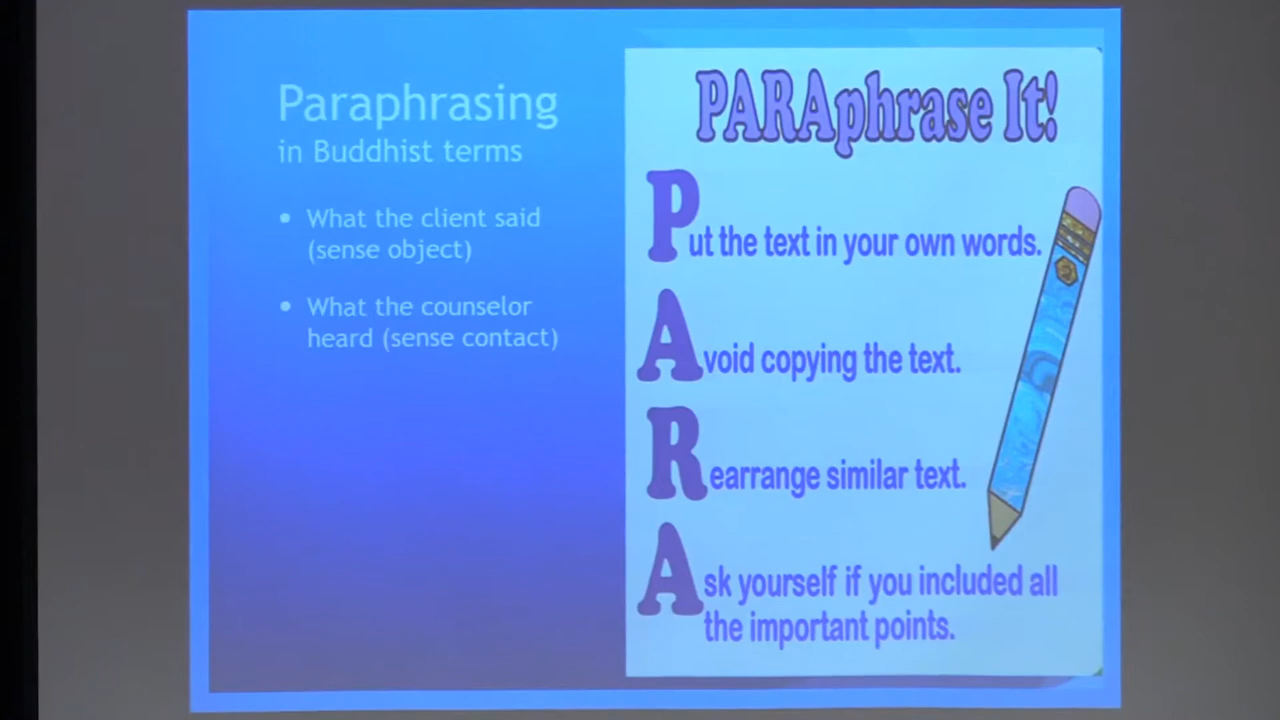 Paraphrasing
in Buddhist terms
• What the client said
(sense object)
• What the counselor
heard (sense contact)
PARAphrase It!
Put the text in your own words.
Avoid copying the text.
Rearrange similar text.
Ask yourself if you included all
the important points.